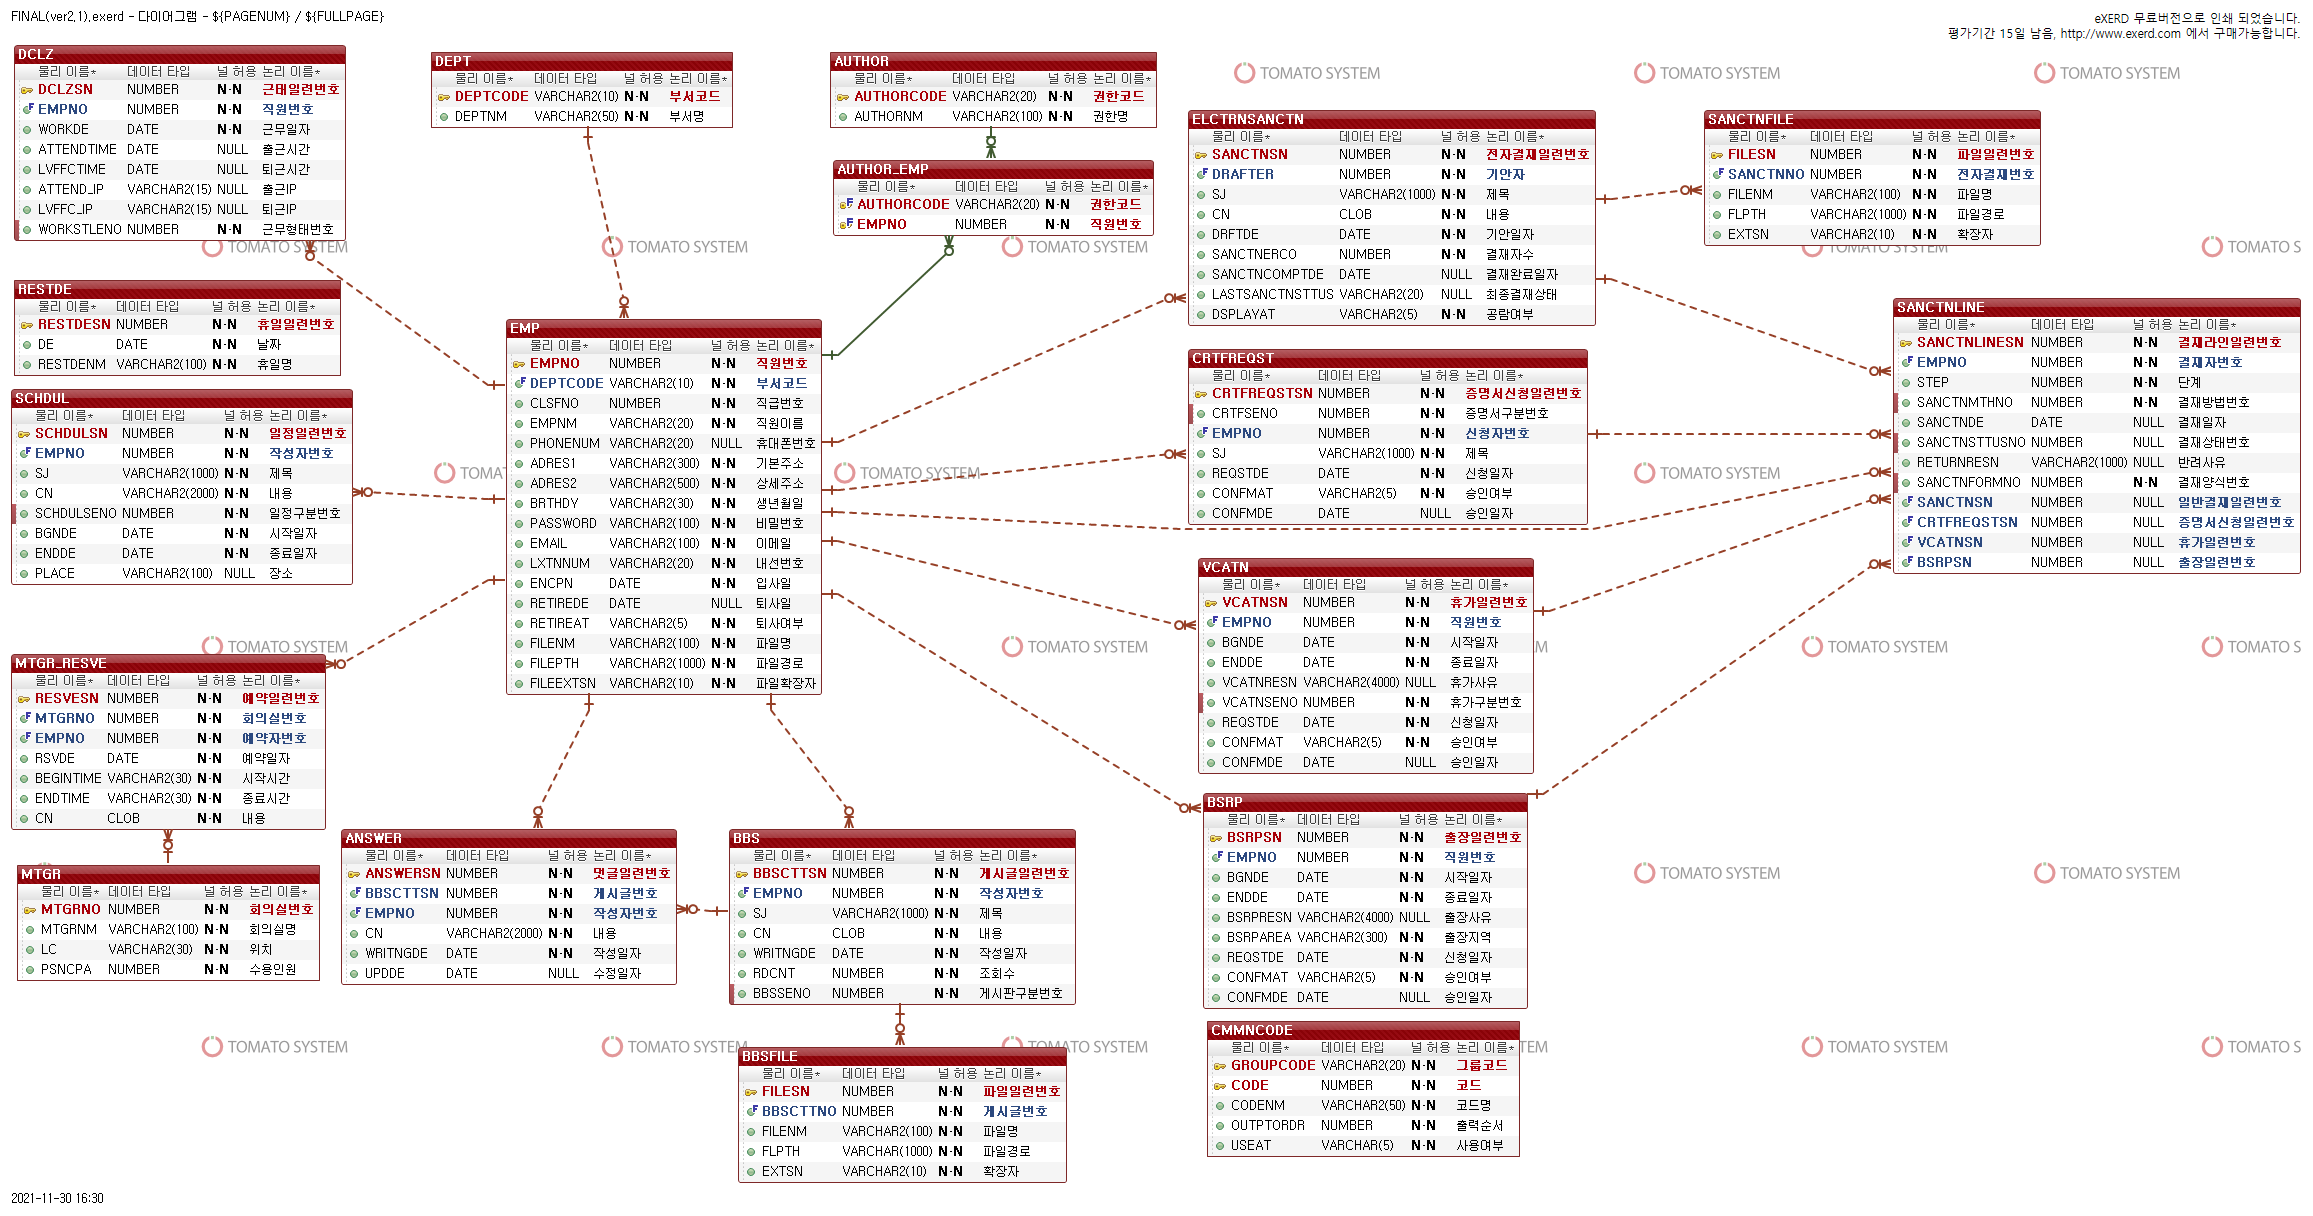 FINAL(ver2,1),exerd - 다이어그램 - ${PAGENUM} / ${FULLPAGE}
eXERD 무료버전으로 인쇄 되었습니다.
평가기간 15일 남음, http://www.exerd.com 에서 구매가능합니다.
DCLZ
물리 이름* 데이터 타입 널 허용 논리 이름*
DCLZSN NUMBER N-N 근태일련번호
EMPNO NUMBER N-N 직원번호
WORKDE DATE N-N 근무일자
ATTENDTIME DATE NULL 출근시간
LVFFCTIME DATE NULL 퇴근시간
ATTEND_IP VARCHAR2(15) NULL 출근IP
LVFFC_IP VARCHAR2(15) NULL 퇴근IP
WORKSTLENO NUMBER N-N 근무형태번호
DEPT
물리 이름* 데이터 타입 널 허용 논리 이름*
DEPTCODE VARCHAR2(10) N-N 부서코드
DEPTNM VARCHAR2(50) N-N 부서명
AUTHOR
물리 이름* 데이터 타입 널 허용 논리 이름*
AUTHORCODE VARCHAR2(20) N-N 권한코드
AUTHORNM VARCHAR2(100) N-N 권한명
AUTHOR_EMP
물리 이름* 데이터 타입 널 허용 논리 이름*
AUTHORCODE VARCHAR2(20) N-N 권한코드
EMPNO NUMBER N-N 직원번호
ELCTRNSANCTN
물리 이름* 데이터 타입 널 허용 논리 이름*
SANCTNSN NUMBER N-N 전자결재일련번호
DRAFTER NUMBER N-N 기안자
SJ VARCHAR2(1000) N-N 제목
CN CLOB N-N 내용
DRFTDE DATE N-N 기안일자
SANCTNERCO NUMBER N-N 결재자수
SANCTNCOMPTDE DATE NULL 결재완료일자
LASTSANCTNSTTUS VARCHAR2(20) NULL 최종결재상태
DSPLAYAT VARCHAR2(5) N-N 공람여부
SANCTNFILE
물리 이름* 데이터 타입 널 허용 논리 이름*
FILESN NUMBER N-N 파일일련번호
SANCTNNO NUMBER N-N 전자결재번호
FILENM VARCHAR2(100) N-N 파일명
FLPTH VARCHAR2(1000) N-N 파일경로
EXTSN VARCHAR2(10) N-N 확장자
RESTDE
물리 이름* 데이터 타입 널 허용 논리 이름*
RESTDESN NUMBER N-N 휴일일련번호
DE DATE N-N 날짜
RESTDENM VARCHAR2(100) N-N 휴일명
SCHDUL
물리 이름* 데이터 타입 널 허용 논리 이름*
SCHDULSN NUMBER N-N 일정일련번호
EMPNO NUMBER N-N 작성자번호
SJ VARCHAR2(1000) N-N 제목
CN VARCHAR2(2000) N-N 내용
SCHDULSENO NUMBER N-N 일정구분번호
BGNDE DATE N-N 시작일자
ENDDE DATE N-N 종료일자
PLACE VARCHAR2(100) NULL 장소
EMP
물리 이름* 데이터 타입 널 허용 논리 이름*
EMPNO NUMBER N-N 직원번호
DEPTCODE VARCHAR2(10) N-N 부서코드
CLSFNO NUMBER N-N 직급번호
EMPNM VARCHAR2(20) N-N 직원이름
PHONENUM VARCHAR2(20) NULL 휴대폰번호
ADRES1 VARCHAR2(300) N-N 기본주소
ADRES2 VARCHAR2(500) N-N 상세주소
BRTHDY VARCHAR2(30) N-N 생년월일
PASSWORD VARCHAR2(100) N-N 비밀번호
EMAIL VARCHAR2(100) N-N 이메일
LXTNNUM VARCHAR2(20) N-N 내선번호
ENCPN DATE N-N 입사일
RETIREDE DATE NULL 퇴사일
RETIREAT VARCHAR2(5) N-N 퇴사여부
FILENM VARCHAR2(100) N-N 파일명
FILEPTH VARCHAR2(1000) N-N 파일경로
FILEEXTSN VARCHAR2(10) N-N 파일확장자
CRTFREQST
물리 이름* 데이터 타입 널 허용 논리 이름*
CRTFREQSTSN NUMBER N-N 증명서신청일련번호
CRTFSENO NUMBER N-N 증명서구분번호
EMPNO NUMBER N-N 신청자번호
SJ VARCHAR2(1000) N-N 제목
REQSTDE DATE N-N 신청일자
CONFMAT VARCHAR2(5) N-N 승인여부
CONFMDE DATE NULL 승인일자
SANCTNLINE
물리 이름* 데이터 타입 널 허용 논리 이름*
SANCTNLINESN NUMBER N-N 결재라인일련번호
EMPNO NUMBER N-N 결재자번호
STEP NUMBER N-N 단계
SANCTNMTHNO NUMBER N-N 결재방법번호
SANCTNDE DATE NULL 결재일자
SANCTNSTTUSNO NUMBER N-N 결재상태번호
RETURNRESN VARCHAR2(1000) NULL 반려사유
SANCTNFORMNO NUMBER N-N 결재양식번호
SANCTNSN NUMBER NULL 일반결재일련번호
CRTFREQSTSN NUMBER NULL 증명서신청일련번호
VCATNSN NUMBER NULL 휴가일련번호
BSRPSN NUMBER NULL 출장일련번호
VCATN
물리 이름* 데이터 타입 널 허용 논리 이름*
VCATNSN NUMBER N-N 휴가일련번호
EMPNO NUMBER N-N 직원번호
BGNDE DATE N-N 시작일자
ENDDE DATE N-N 종료일자
VCATNRESN VARCHAR2(4000) NULL 휴가사유
VCATNSENO NUMBER N-N 휴가구분번호
REQSTDE DATE N-N 신청일자
CONFMAT VARCHAR2(5) N-N 승인여부
CONFMDE DATE NULL 승인일자
MTGR_RESVE
물리 이름* 데이터 타입 널 허용 논리 이름*
RESVESN NUMBER N-N 예약일련번호
MTGRNO NUMBER N-N 회의실번호
EMPNO NUMBER N-N 예약자번호
RSVDE DATE N-N 예약일자
BEGINTIME VARCHAR2(30) N-N 시작시간
ENDTIME VARCHAR2(30) N-N 종료시간
CN CLOB N-N 내용
MTGR
물리 이름* 데이터 타입 널 허용 논리 이름*
MTGRNO NUMBER N-N 회의실번호
MTGRNM VARCHAR2(100) N-N 회의실명
LC VARCHAR2(30) N-N 위치
PSNCPA NUMBER N-N 수용인원
ANSWER
물리 이름* 데이터 타입 널 허용 논리 이름*
ANSWERSN NUMBER N-N 댓글일련번호
BBSCTTSN NUMBER N-N 게시글번호
EMPNO NUMBER N-N 작성자번호
CN VARCHAR2(2000) N-N 내용
WRITNGDE DATE N-N 작성일자
UPDDE DATE NULL 수정일자
BBS
물리 이름* 데이터 타입 널 허용 논리 이름*
BBSCTTSN NUMBER N-N 게시글일련번호
EMPNO NUMBER N-N 작성자번호
SJ VARCHAR2(1000) N-N 제목
CN CLOB N-N 내용
WRITNGDE DATE N-N 작성일자
RDCNT NUMBER N-N 조회수
BBSSENO NUMBER N-N 게시판구분번호
BSRP
물리 이름* 데이터 타입 널 허용 논리 이름*
BSRPSN NUMBER N-N 출장일련번호
EMPNO NUMBER N-N 직원번호
BGNDE DATE N-N 시작일자
ENDDE DATE N-N 종료일자
BSRPRESN VARCHAR2(4000) NULL 출장사유
BSRPAREA VARCHAR2(300) N-N 출장지역
REQSTDE DATE N-N 신청일자
CONFMAT VARCHAR2(5) N-N 승인여부
CONFMDE DATE NULL 승인일자
BBSFILE
물리 이름* 데이터 타입 널 허용 논리 이름*
FILESN NUMBER N-N 파일일련번호
BBSCTTNO NUMBER N-N 게시글번호
FILENM VARCHAR2(100) N-N 파일명
FLPTH VARCHAR(1000) N-N 파일경로
EXTSN VARCHAR2(10) N-N 확장자
CMMNCODE
물리 이름* 데이터 타입 널 허용 논리 이름*
GROUPCODE VARCHAR2(20) N-N 그룹코드
CODE NUMBER N-N 코드
CODENM VARCHAR2(50) N-N 코드명
OUTPTORDR NUMBER N-N 출력순서
USEAT VARCHAR(5) N-N 사용여부
TOMATO SYSTEM TOMATO SYSTEM TOMATO SYSTEM
TOMATO SYSTEM TOMATO SYSTEM TOMATO SYSTEM TOMATO SYSTEM TOMATO S
TOMATO SYSTEM TOMATO SYSTEM
TOMATO SYSTEM TOMATO SYSTEM TOMATO SYSTEM TOMATO S
TOMATO SYSTEM TOMATO SYSTEM
TOMATO SYSTEM TOMATO SYSTEM TOMATO SYSTEM TOMATO SYSTEM TOMATO S
2021-11-30 16:30